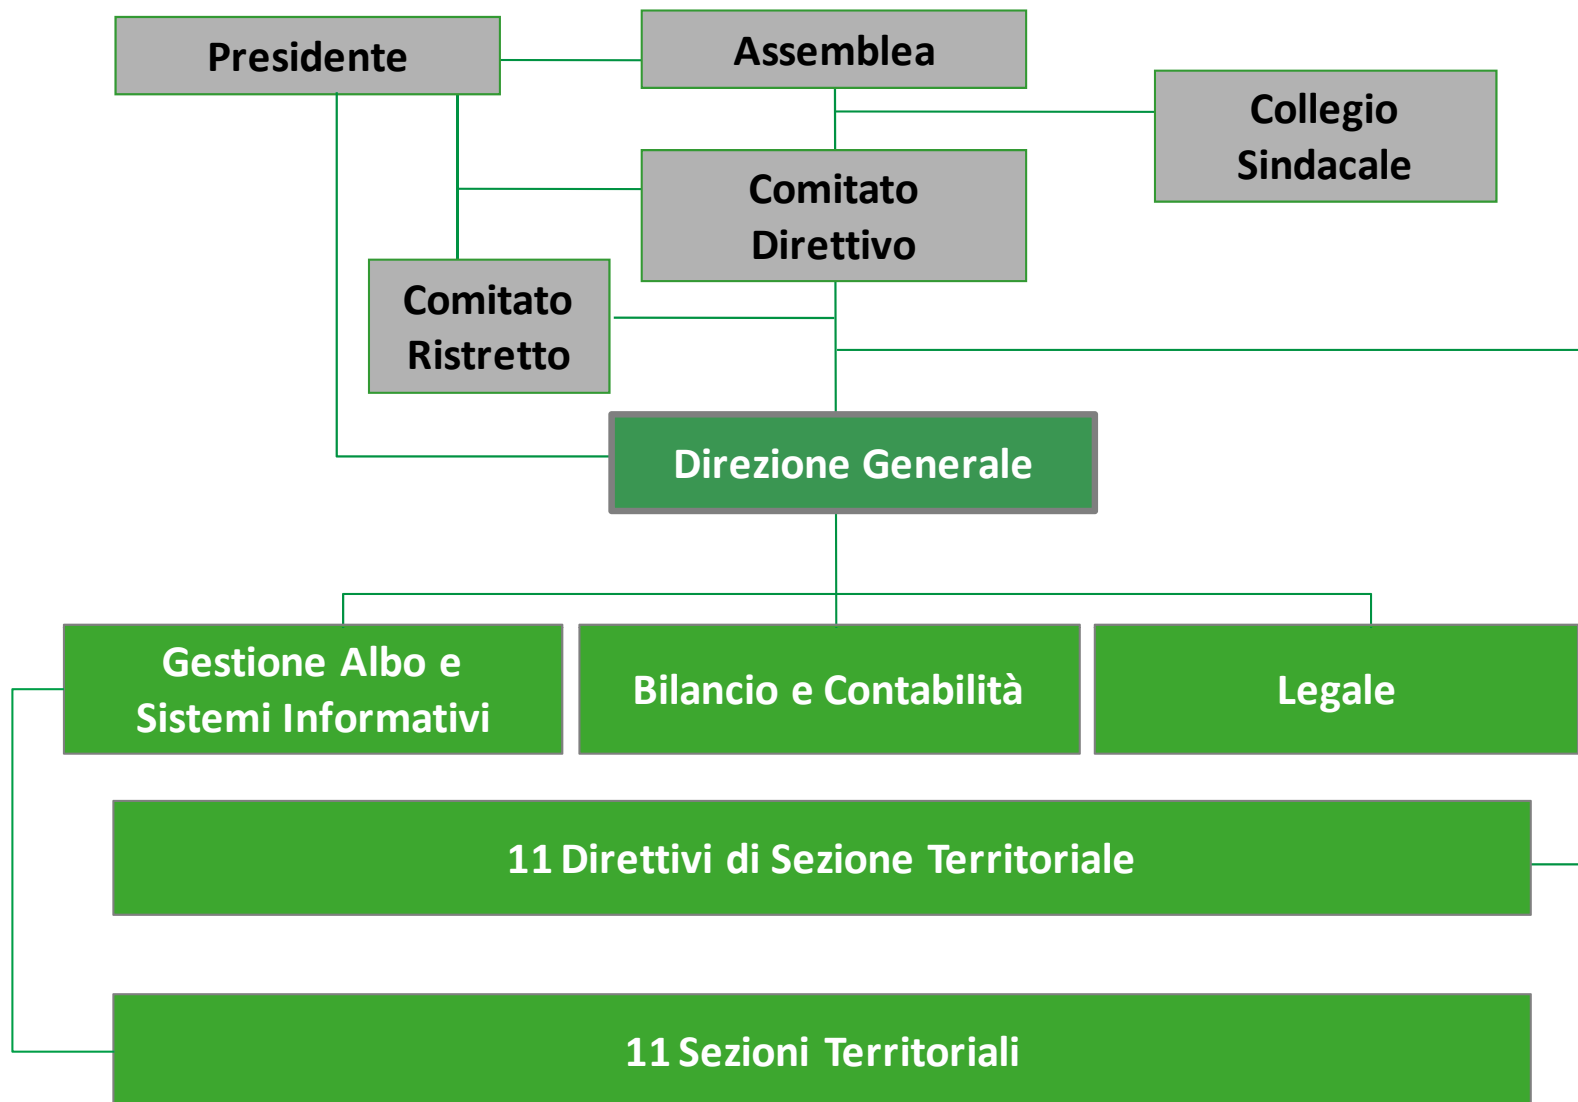 Presidente
Assemblea
Collegio
Sindacale
Comitato
Direttivo
Comitato
Ristretto
Direzione Generale
Gestione Albo e
Sistemi Informativi
Bilancio e Contabilità
Legale
11 Direttivi di Sezione Territoriale
11 Sezioni Territoriali